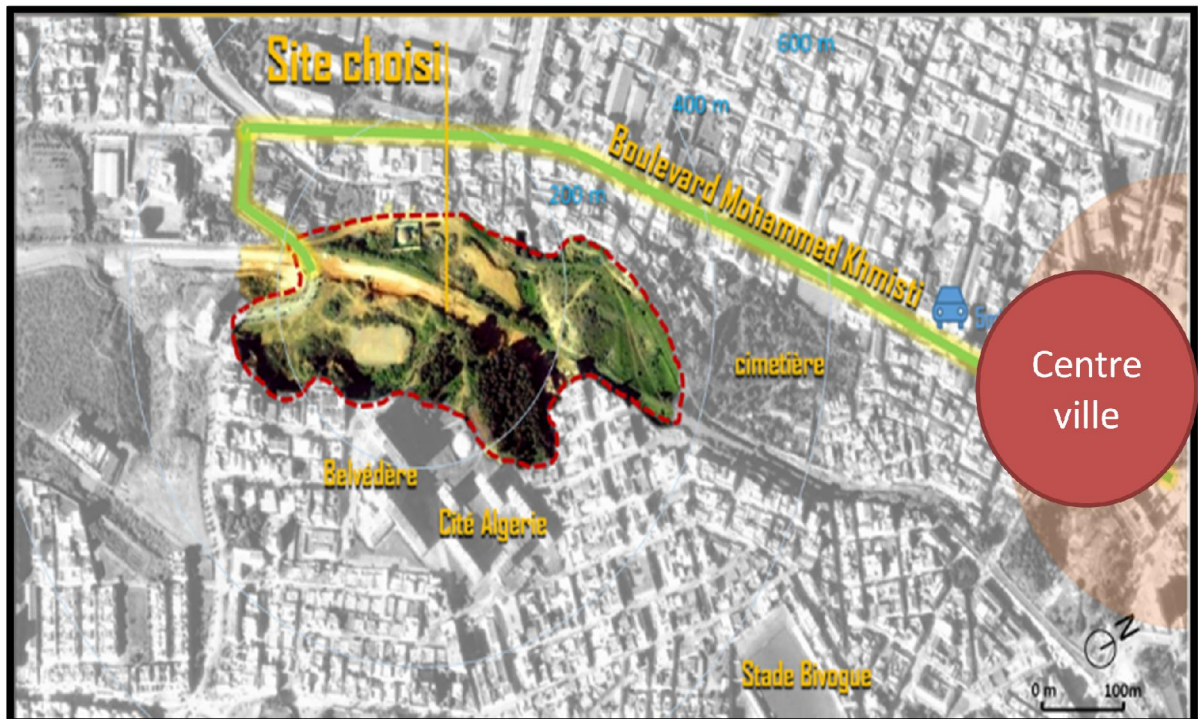 Site choisi
600 m
400 m
200 m
Boulevard Mohammed Khmisti
cimetière
Centre
ville
Belvédère
Cité Algerie
Stade Bivogue
N
0 m
100m